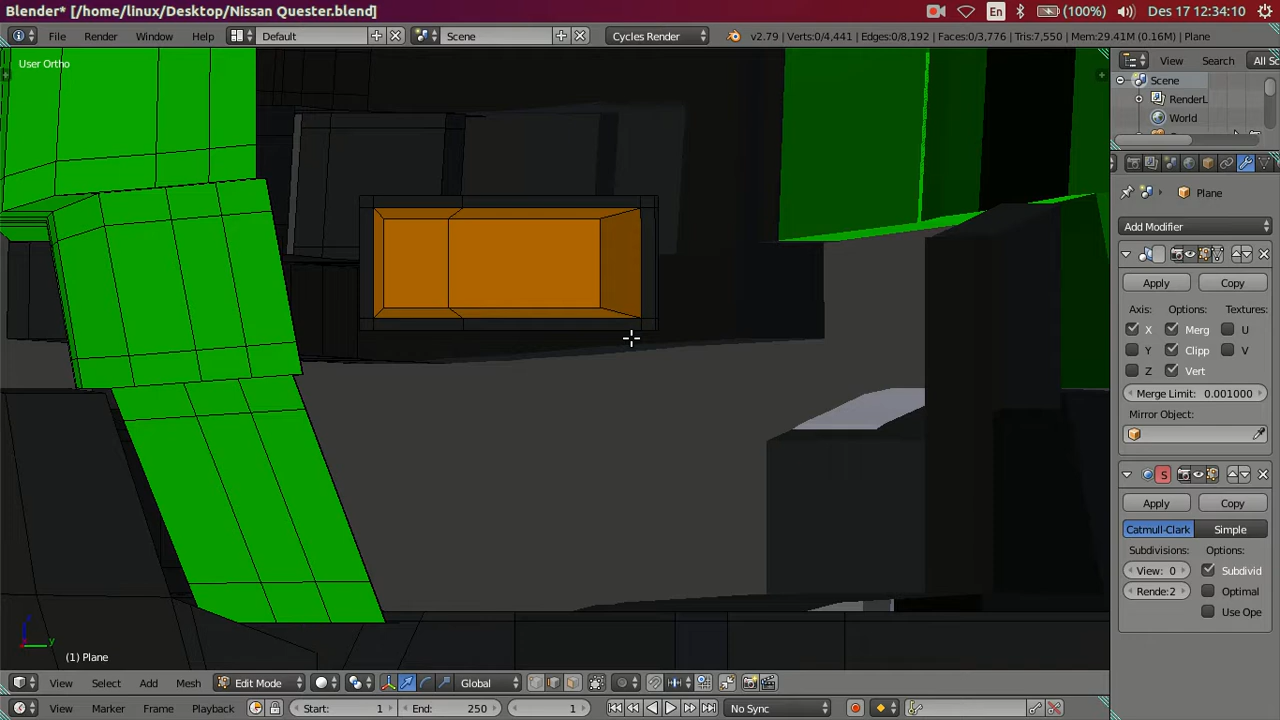 Blender* [/home/linux/Desktop/Nissan Quester.blend]
En (100%) Des 17 12:34:10
File Render Window Help Default Scene Cycles Render v2.79 | Verts:0/4,441 | Edges:0/8,192 | Faces:0/3,776 | Tris:7,550 | Mem:29.41M (0.16M) | Plane
User Ortho
View Search All Sc
Scene
RenderL
World
Plane
Add Modifier
Apply Copy
Axis: Options: Textures:
X Merg U
Y Clipp V
Z Vert
Merge Limit: 0.001000
Mirror Object:
S
Apply Copy
Catmull-Clark Simple
Subdivisions: Options:
View: 0 Subdivid
Rende:2 Optimal
Use Ope
z
x y
(1) Plane
View Select Add Mesh Edit Mode Global
View Marker Frame Playback Start: 1 End: 250 1 No Sync